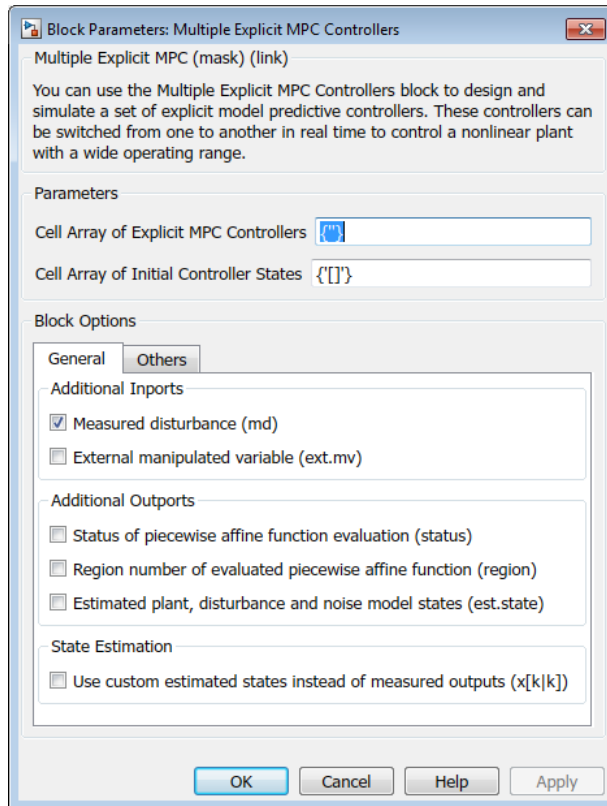 Block Parameters: Multiple Explicit MPC Controllers
Multiple Explicit MPC (mask) (link)
You can use the Multiple Explicit MPC Controllers block to design and
simulate a set of explicit model predictive controllers. These controllers can
be switched from one to another in real time to control a nonlinear plant
with a wide operating range.
Parameters
Cell Array of Explicit MPC Controllers {''}
Cell Array of Initial Controller States {'[]'}
Block Options
General Others
Additional Inports
Measured disturbance (md)
External manipulated variable (ext.mv)
Additional Outports
Status of piecewise affine function evaluation (status)
Region number of evaluated piecewise affine function (region)
Estimated plant, disturbance and noise model states (est.state)
State Estimation
Use custom estimated states instead of measured outputs (x[k|k])
OK Cancel Help Apply